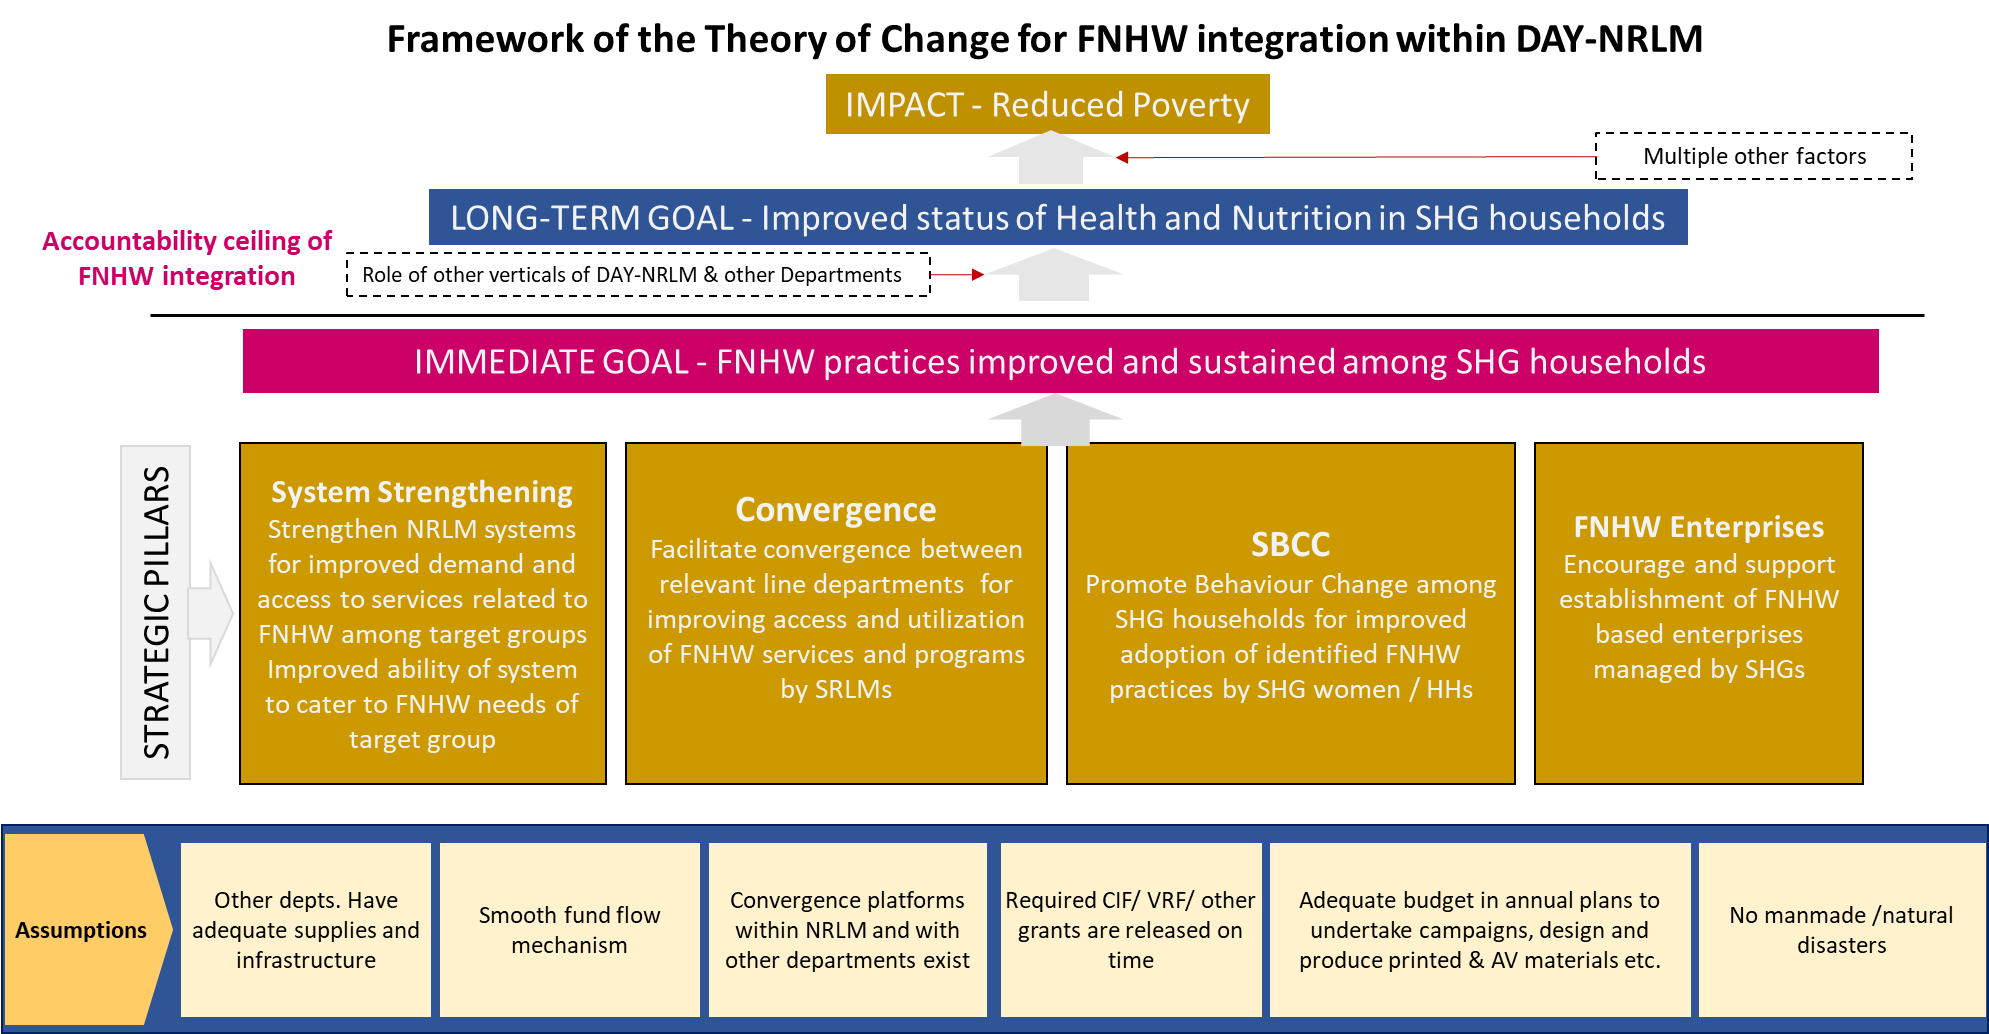 Framework of the Theory of Change for FNHW integration within DAY-NRLM
IMPACT - Reduced Poverty
Multiple other factors
LONG-TERM GOAL - Improved status of Health and Nutrition in SHG households
Accountability ceiling of
FNHW integration
Role of other verticals of DAY-NRLM & other Departments
IMMEDIATE GOAL - FNHW practices improved and sustained among SHG households
STRATEGIC PILLARS
System Strengthening
Strengthen NRLM systems
for improved demand and
access to services related to
FNHW among target groups
Improved ability of system
to cater to FNHW needs of
target group
Convergence
Facilitate convergence between
relevant line departments for
improving access and utilization
of FNHW services and programs
by SRLMs
SBCC
Promote Behaviour Change among
SHG households for improved
adoption of identified FNHW
practices by SHG women / HHs
FNHW Enterprises
Encourage and support
establishment of FNHW
based enterprises
managed by SHGs
Assumptions
Other depts. Have
adequate supplies and
infrastructure
Smooth fund flow
mechanism
Convergence platforms
within NRLM and with
other departments exist
Required CIF/ VRF/ other
grants are released on
time
Adequate budget in annual plans to
undertake campaigns, design and
produce printed & AV materials etc.
No manmade /natural
disasters